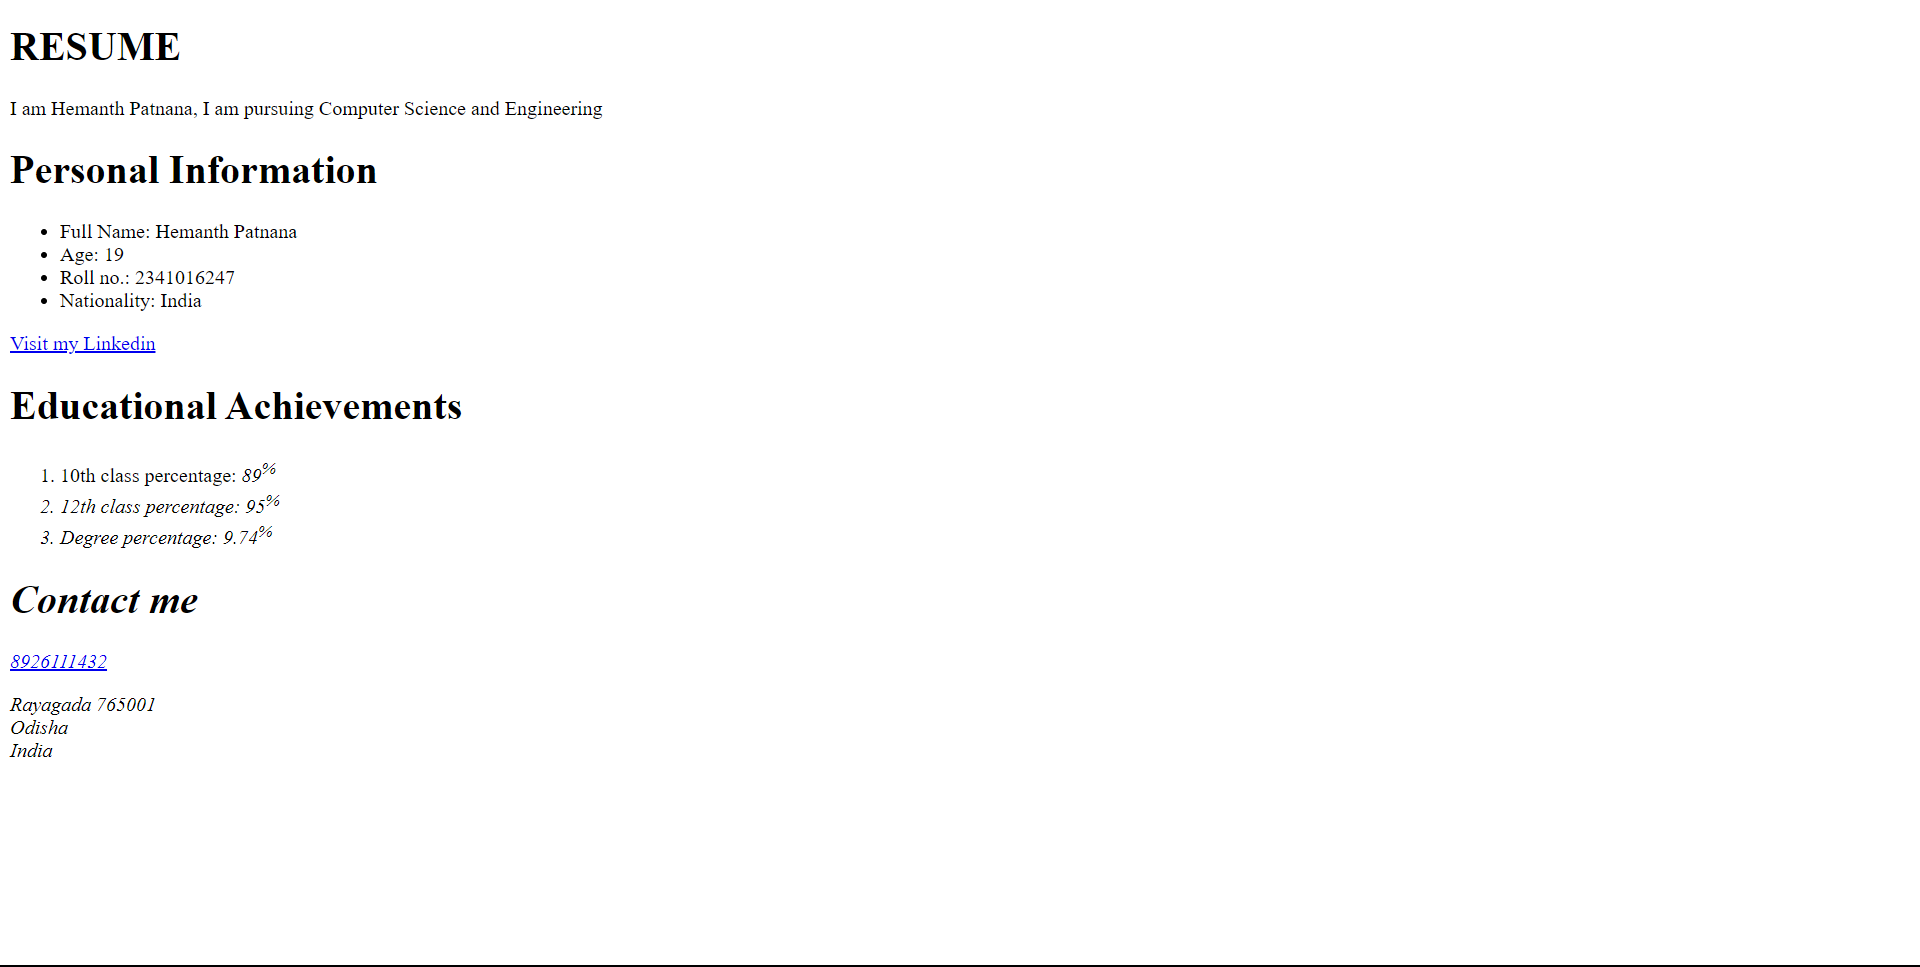 RESUME
I am Hemanth Patnana, I am pursuing Computer Science and Engineering
Personal Information
• Full Name: Hemanth Patnana
• Age: 19
• Roll no.: 2341016247
• Nationality: India
Visit my Linkedin
Educational Achievements
1. 10th class percentage: 89%
2. 12th class percentage: 95%
3. Degree percentage: 9.74%
Contact me
8926111432
Rayagada 765001
Odisha
India